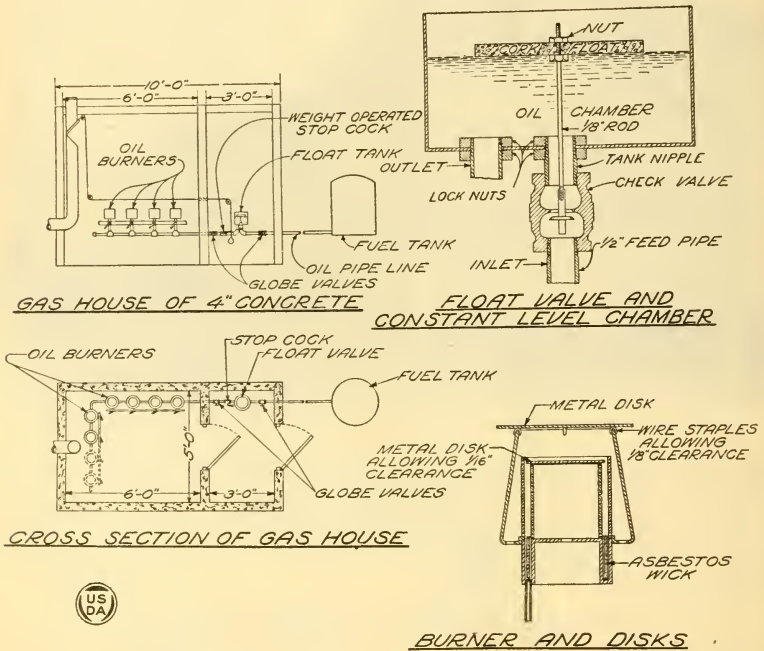 10'-0"
6'-0"
3'-0"
WEIGHT OPERATED
STOP COCK
OIL
BURNERS
FLOAT TANK
FUEL TANK
OIL PIPE LINE
GLOBE VALVES
GAS HOUSE OF 4" CONCRETE
NUT
CORK FLOAT
OIL CHAMBER
1/8" ROD
OUTLET
TANK NIPPLE
LOCK NUTS
CHECK VALVE
1/2" FEED PIPE
INLET
FLOAT VALVE AND
CONSTANT LEVEL CHAMBER
OIL BURNERS
STOP COCK
FLOAT VALVE
FUEL TANK
5'-0"
6'-0"
3'-0"
GLOBE VALVES
CROSS SECTION OF GAS HOUSE
METAL DISK
WIRE STAPLES
ALLOWING
1/8" CLEARANCE
METAL DISK
ALLOWING 1/16"
CLEARANCE
ASBESTOS
WICK
BURNER AND DISKS
US
DA